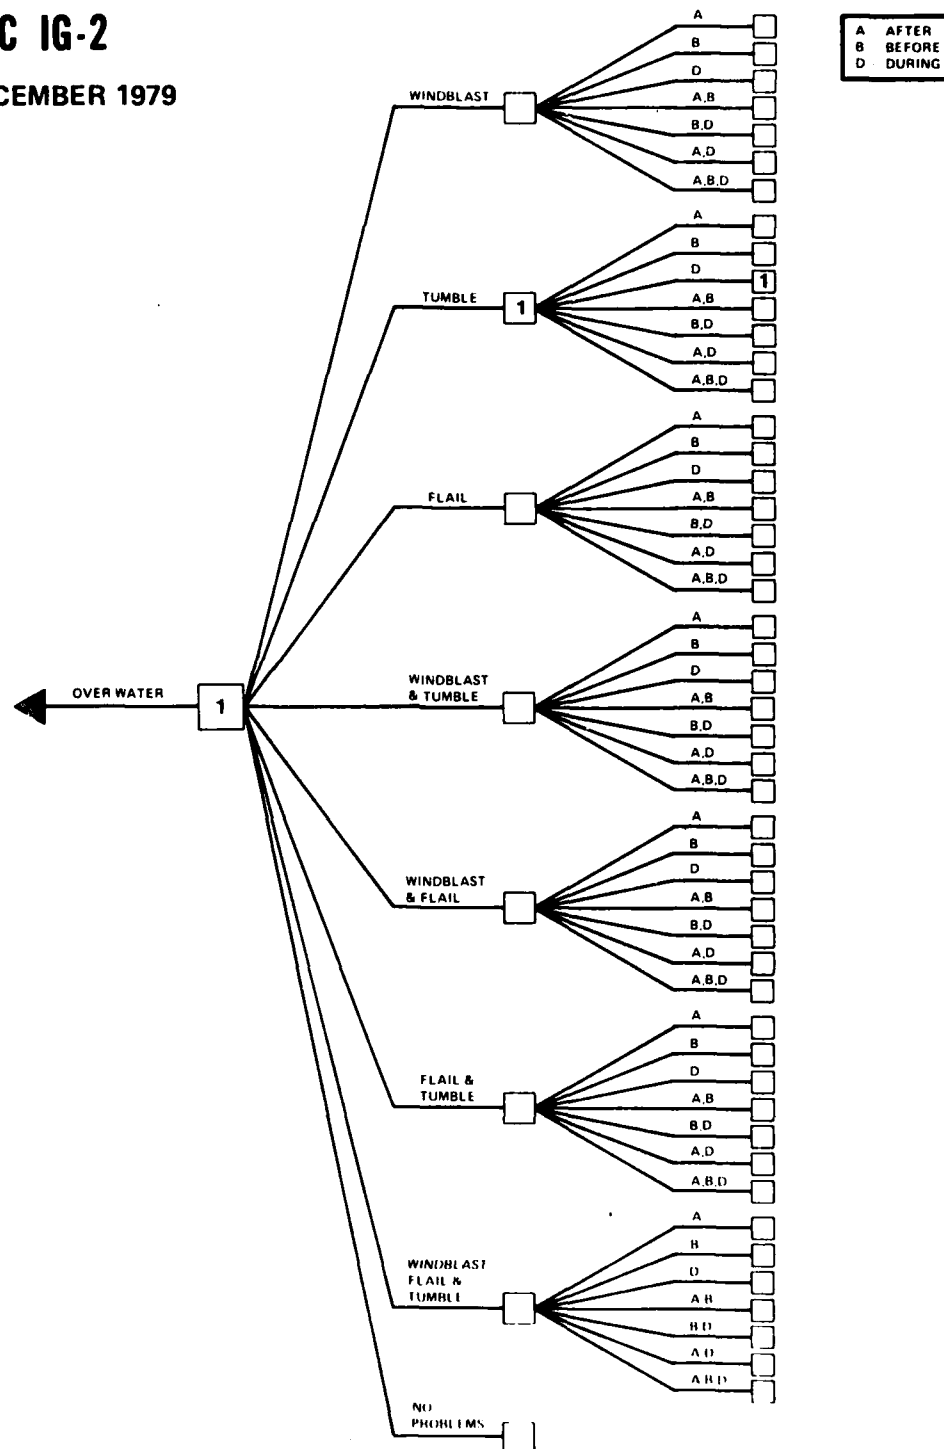 C IG-2
CEMBER 1979
A AFTER
B BEFORE
D DURING
OVER WATER
1
WINDBLAST
A
B
D
A,B
B,D
A,D
A,B,D
TUMBLE
1
A
B
D
1
A,B
B,D
A,D
A,B,D
FLAIL
A
B
D
A,B
B,D
A,D
A,B,D
WINDBLAST
& TUMBLE
A
B
D
A,B
B,D
A,D
A,B,D
WINDBLAST
& FLAIL
A
B
D
A,B
B,D
A,D
A,B,D
FLAIL &
TUMBLE
A
B
D
A,B
B,D
A,D
A,B,D
WINDBLAST
FLAIL &
TUMBLE
A
B
D
A,B
B,D
A,D
A,B,D
NO
PROBLEMS